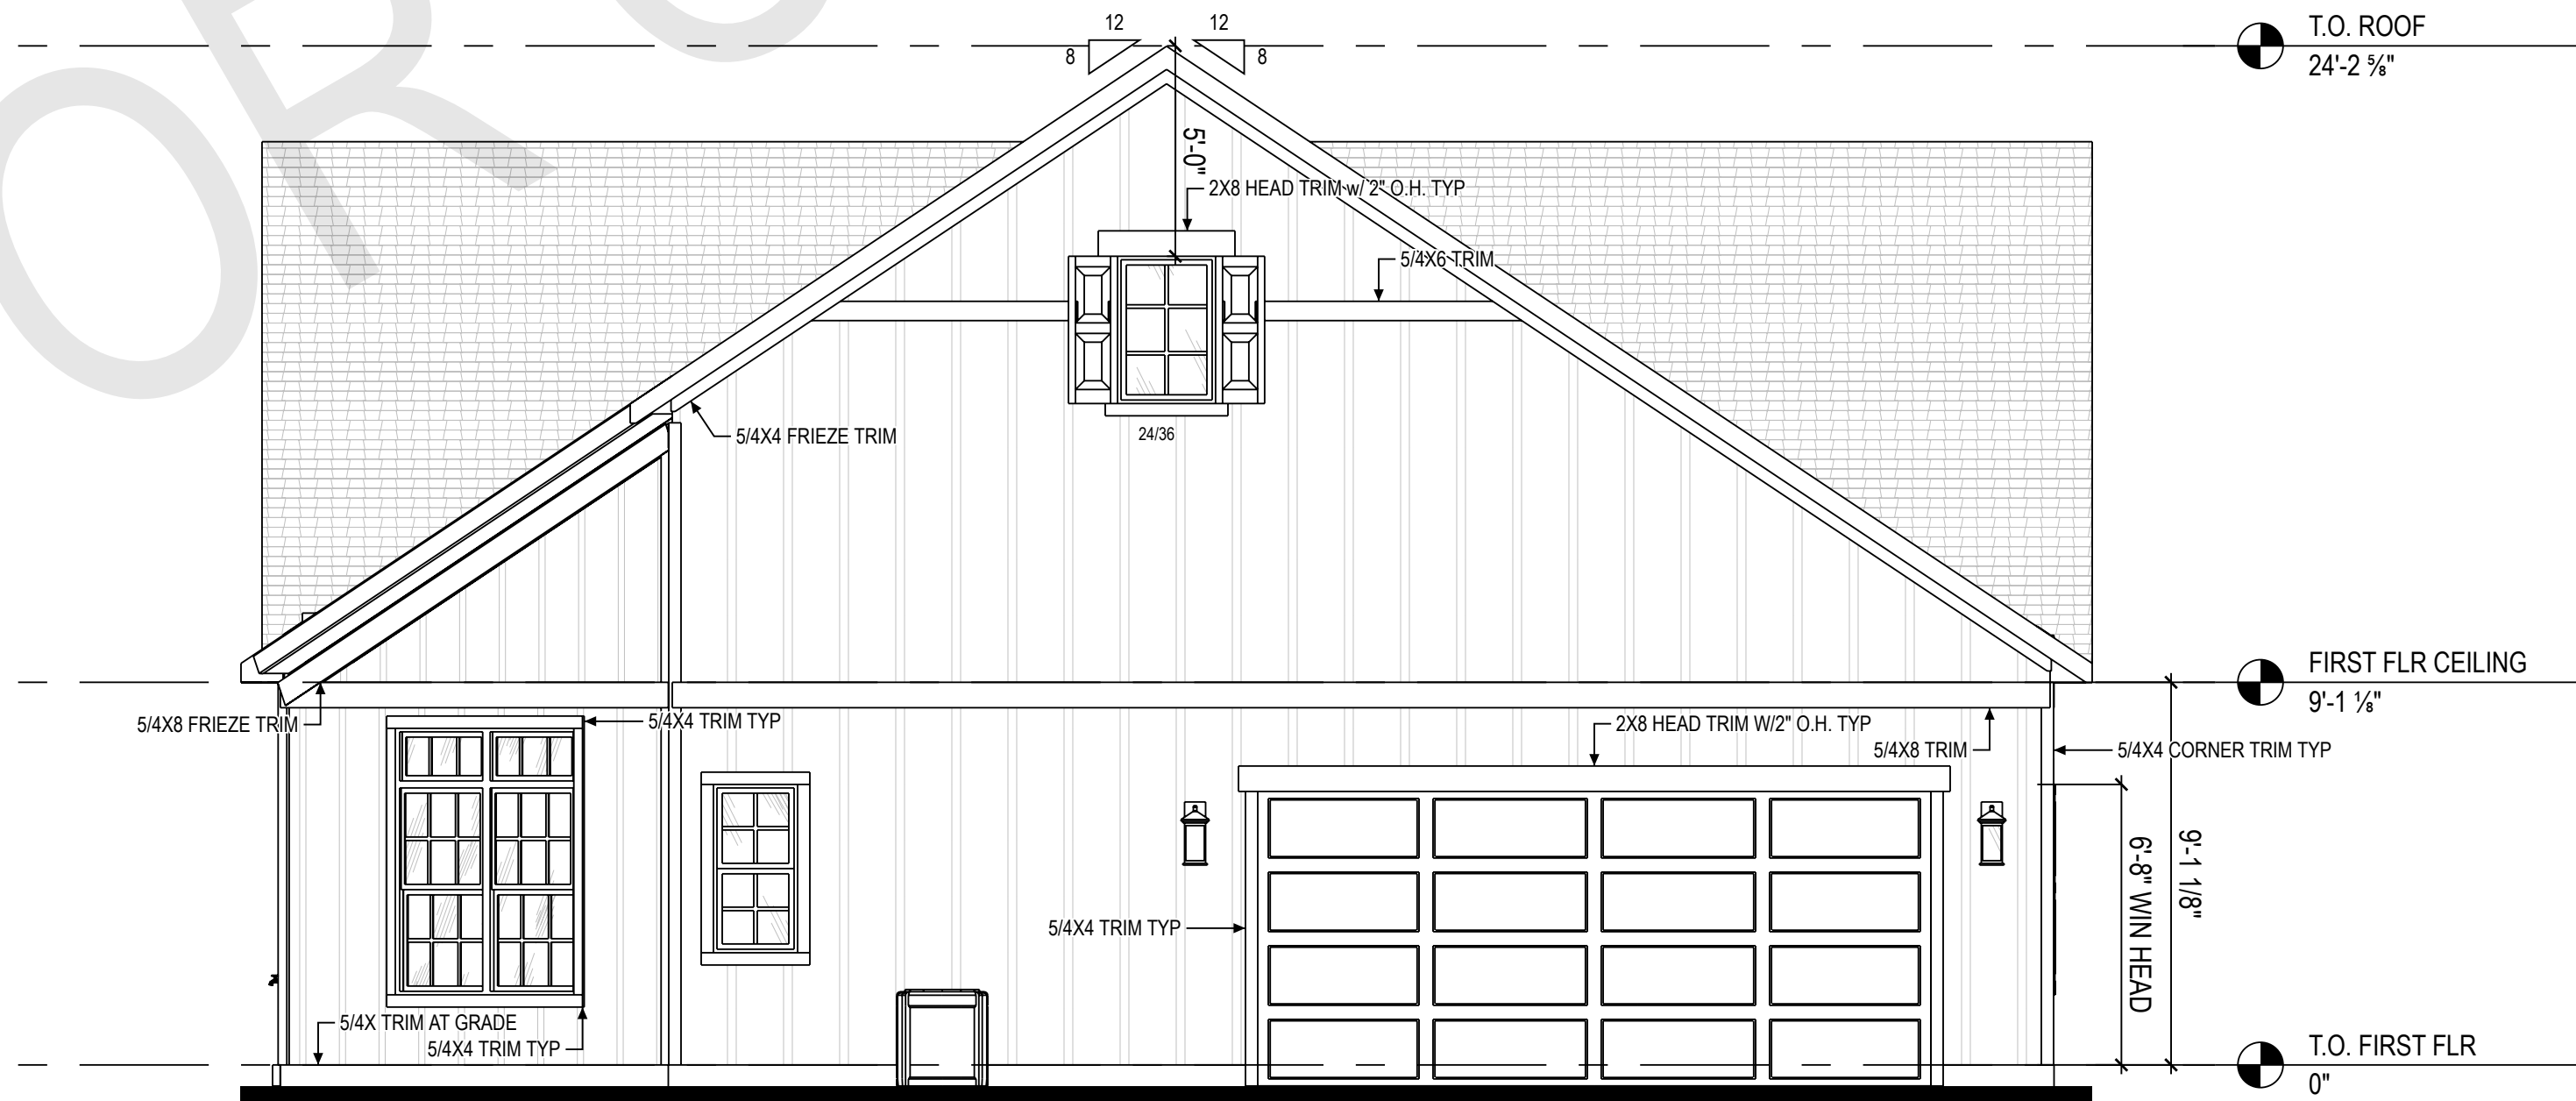 OR
12 12
8 8
T.O. ROOF
24'-2 ⅝"
5'-0"
2X8 HEAD TRIM w/ 2" O.H. TYP
5/4X6 TRIM
5/4X4 FRIEZE TRIM
24/36
FIRST FLR CEILING
9'-1 ⅛"
5/4X8 FRIEZE TRIM
5/4X4 TRIM TYP
2X8 HEAD TRIM W/2" O.H. TYP
5/4X8 TRIM
5/4X4 CORNER TRIM TYP
6'-8" WIN HEAD
9'-1 1/8"
5/4X4 TRIM TYP
5/4X TRIM AT GRADE
5/4X4 TRIM TYP
T.O. FIRST FLR
0"